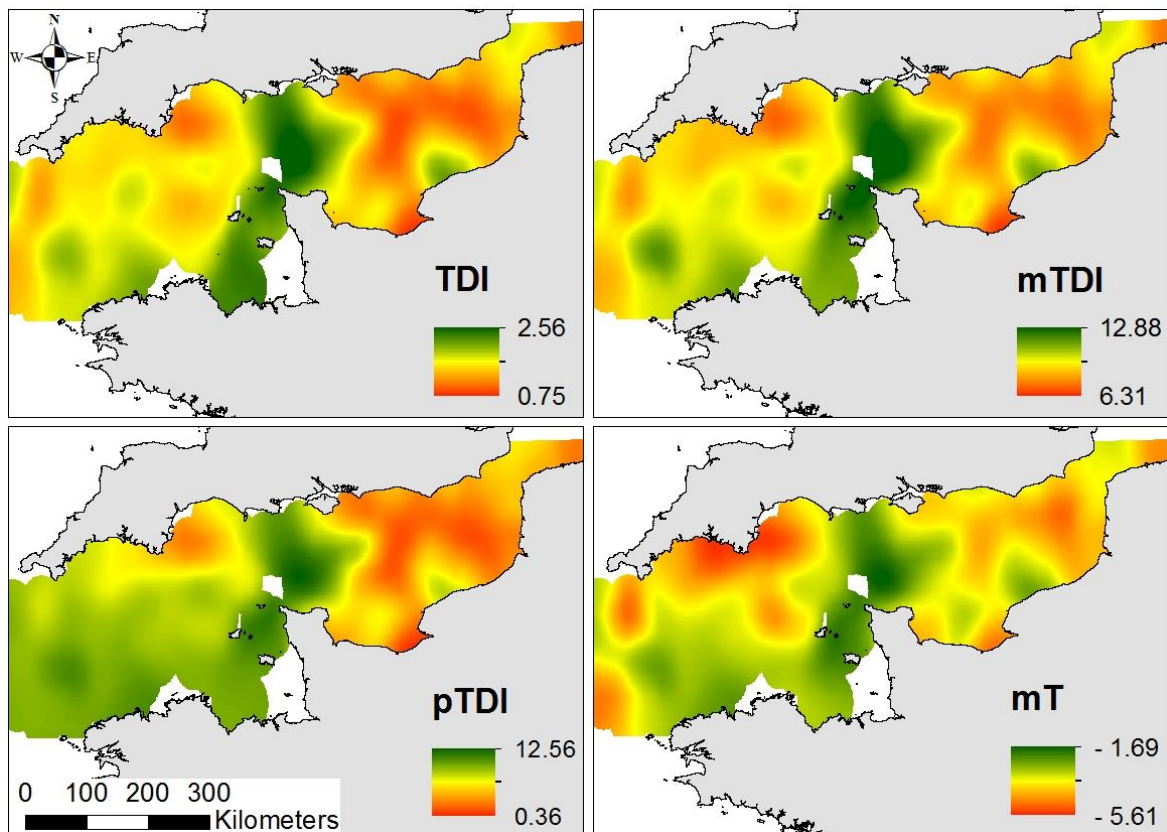 N
W E
S
TDI
2.56
0.75
mTDI
12.88
6.31
pTDI
12.56
0.36
0 100 200 300
Kilometers
mT
- 1.69
- 5.61